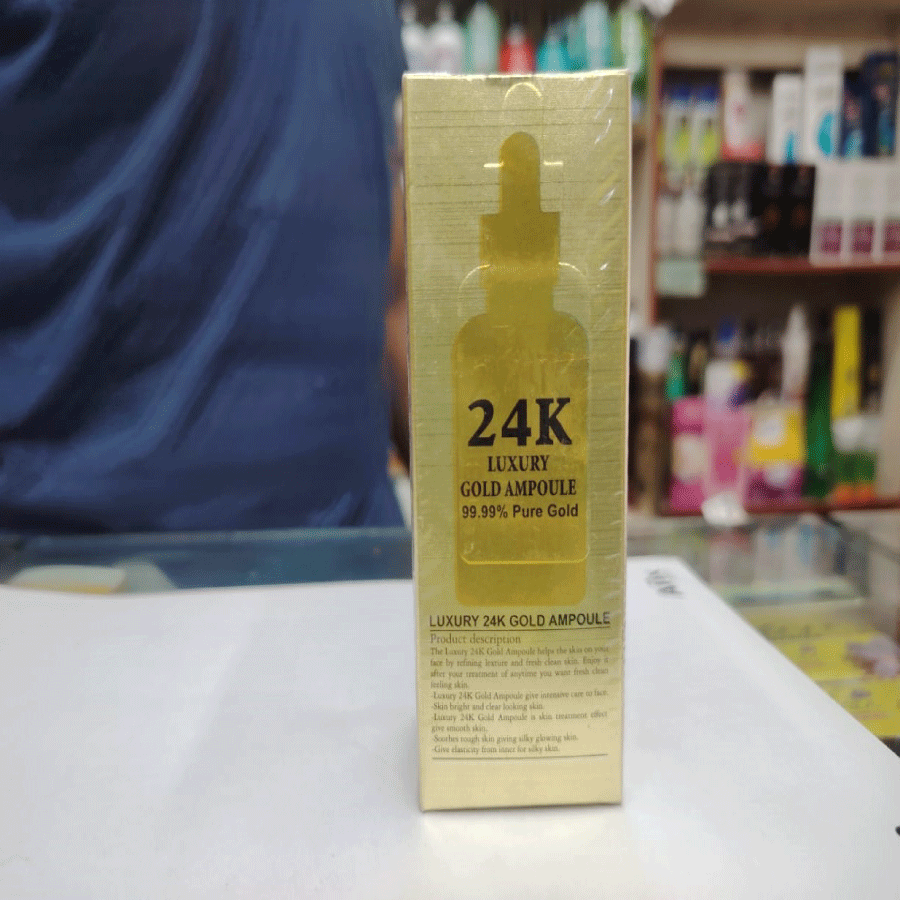 24K
LUXURY
GOLD AMPOULE
99.99% Pure Gold
LUXURY 24K GOLD AMPOULE
Product description
The Luxury 24K Gold Ampoule helps the skin on your
face by refining texture and fresh clean skin. Enjoy it
after your treatment of anytime you want fresh clean
feeling skin.
-Luxury 24K Gold Ampoule give intensive care to face.
-Skin bright and clear looking skin.
-Luxury 24K Gold Ampoule is skin treatment effect
give smooth skin.
-Soothes rough skin giving silky glowing skin.
-Give elasticity from inner for silky skin.